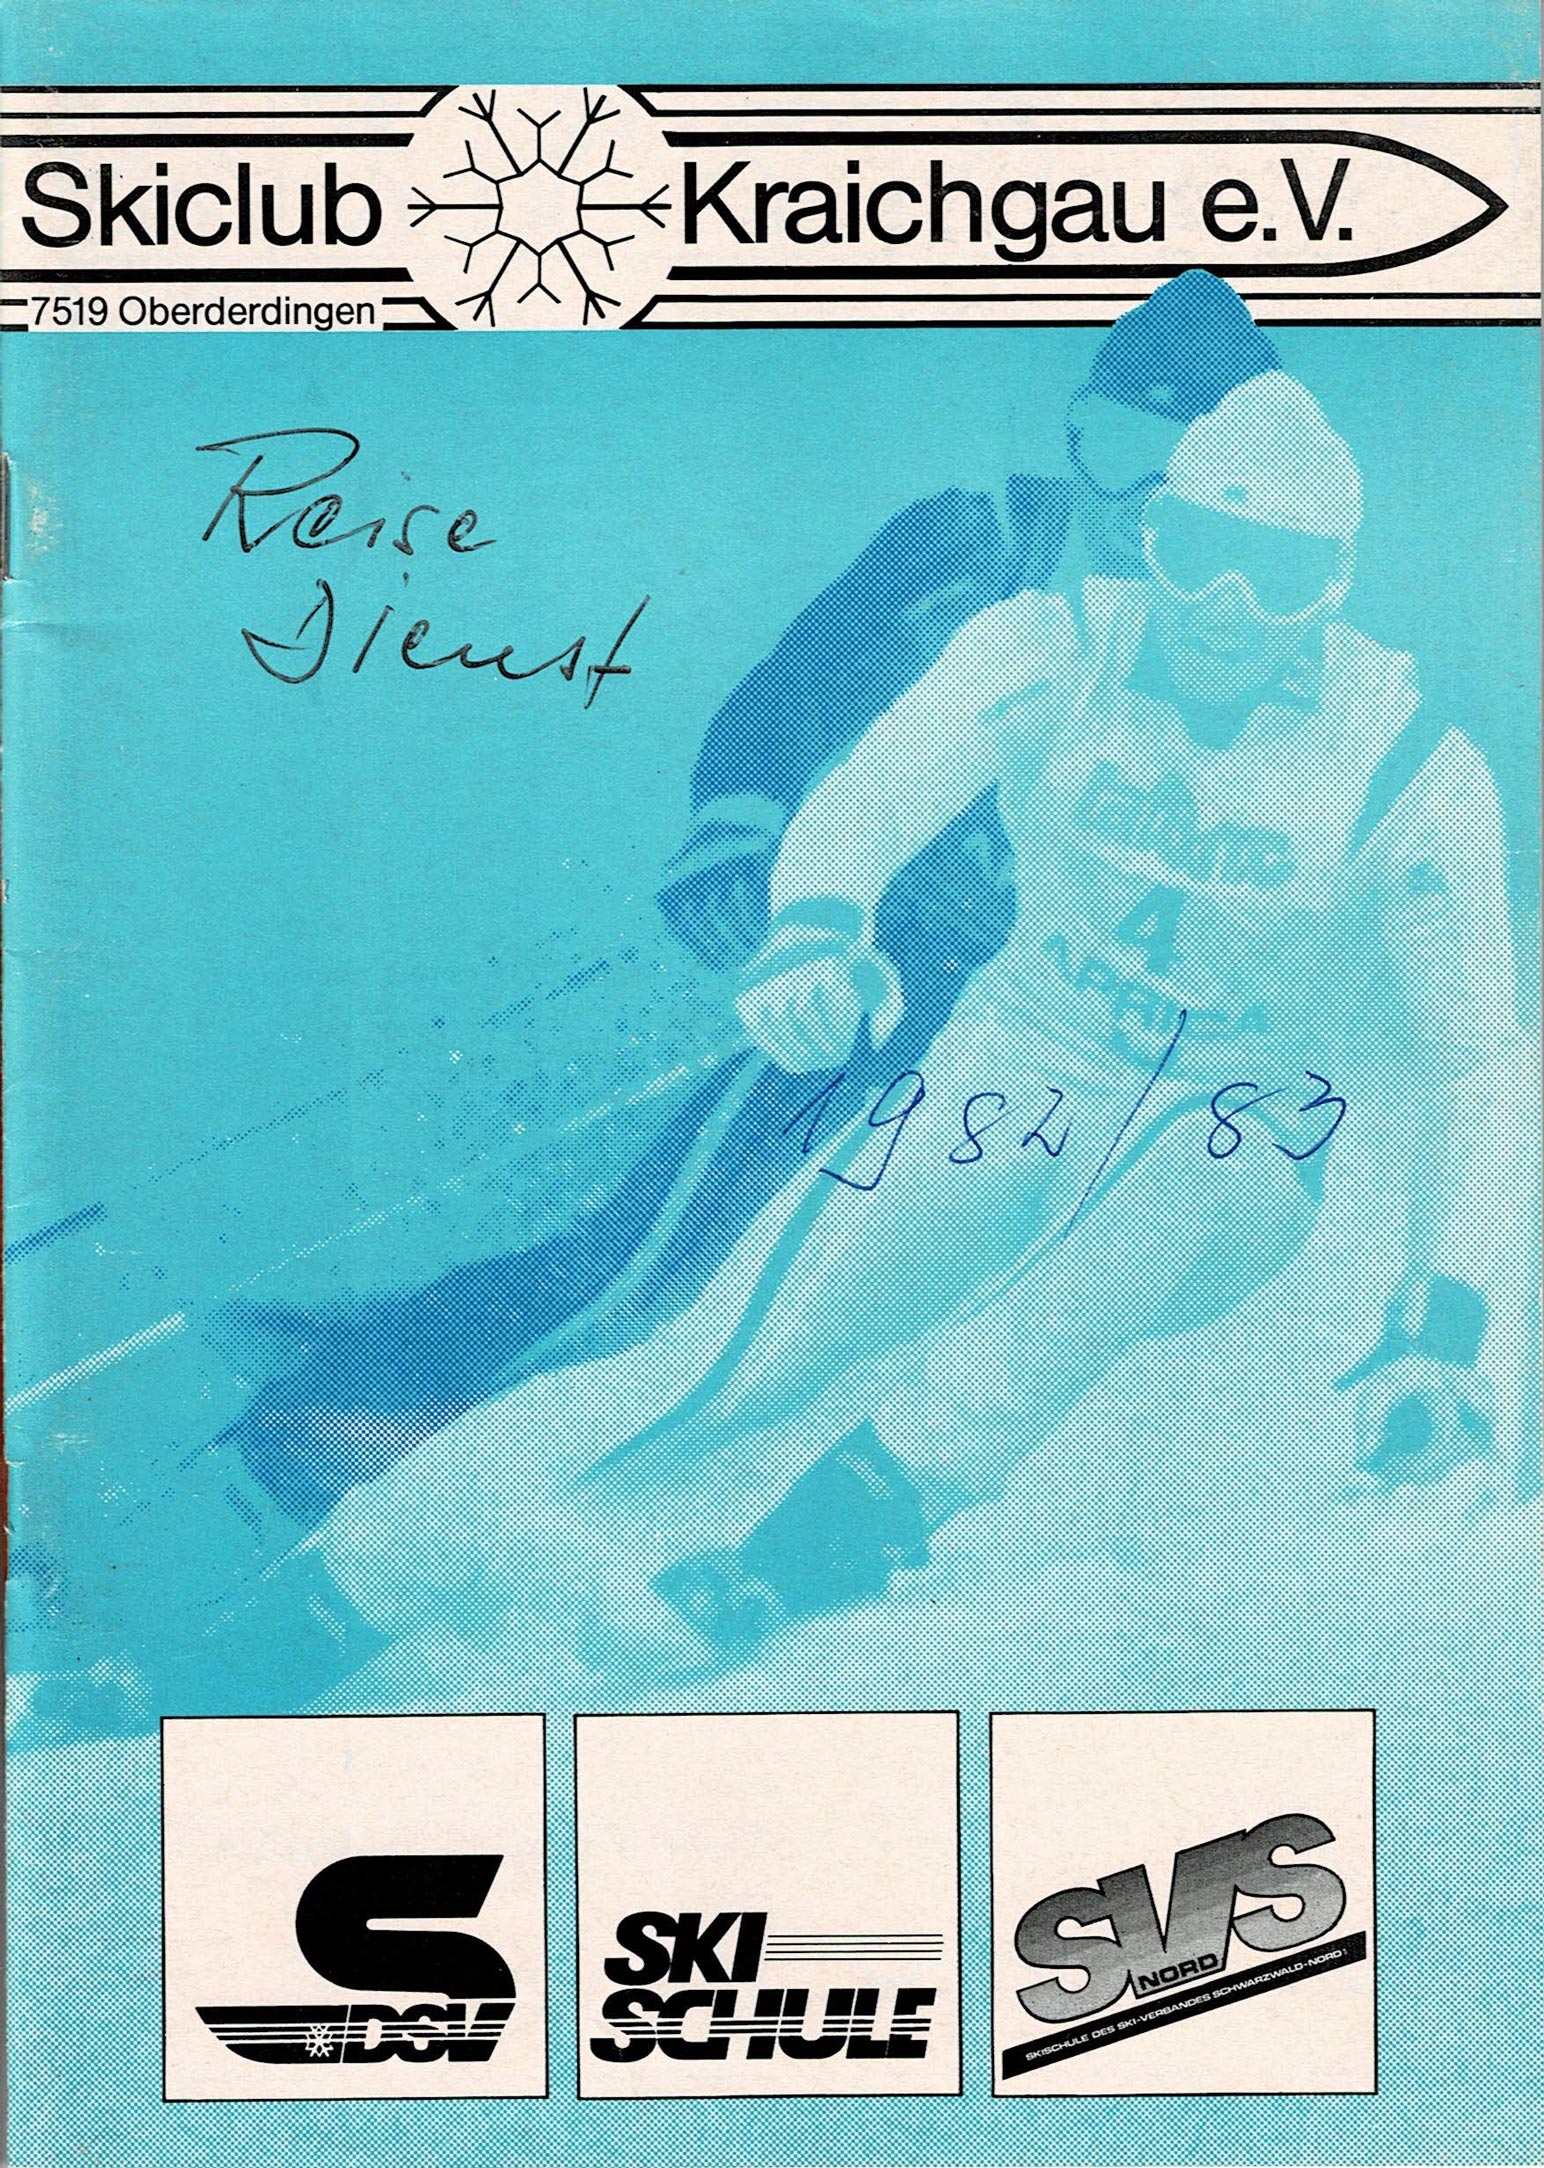 Skiclub Kraichgau e.V.
7519 Oberderdingen
Reise
Dienst
4
1982/83
DSV
SKI
SCHULE
SVS
NORD
SKISCHULE DES SKI-VERBANDES SCHWARZWALD-NORD!